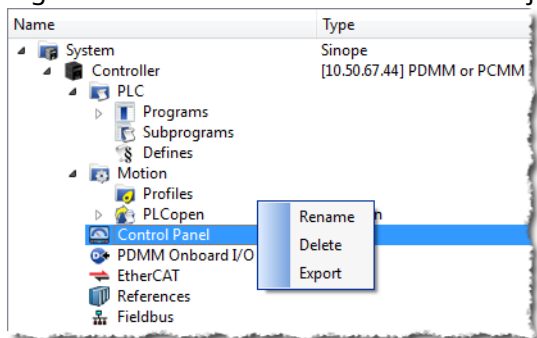 Name Type
System Sinope
Controller [10.50.67.44] PDMM or PCMM
PLC
Programs
Subprograms
Defines
Motion
Profiles
PLCopen n
Control Panel
Rename
Delete
Export
PDMM Onboard I/O
EtherCAT
References
Fieldbus